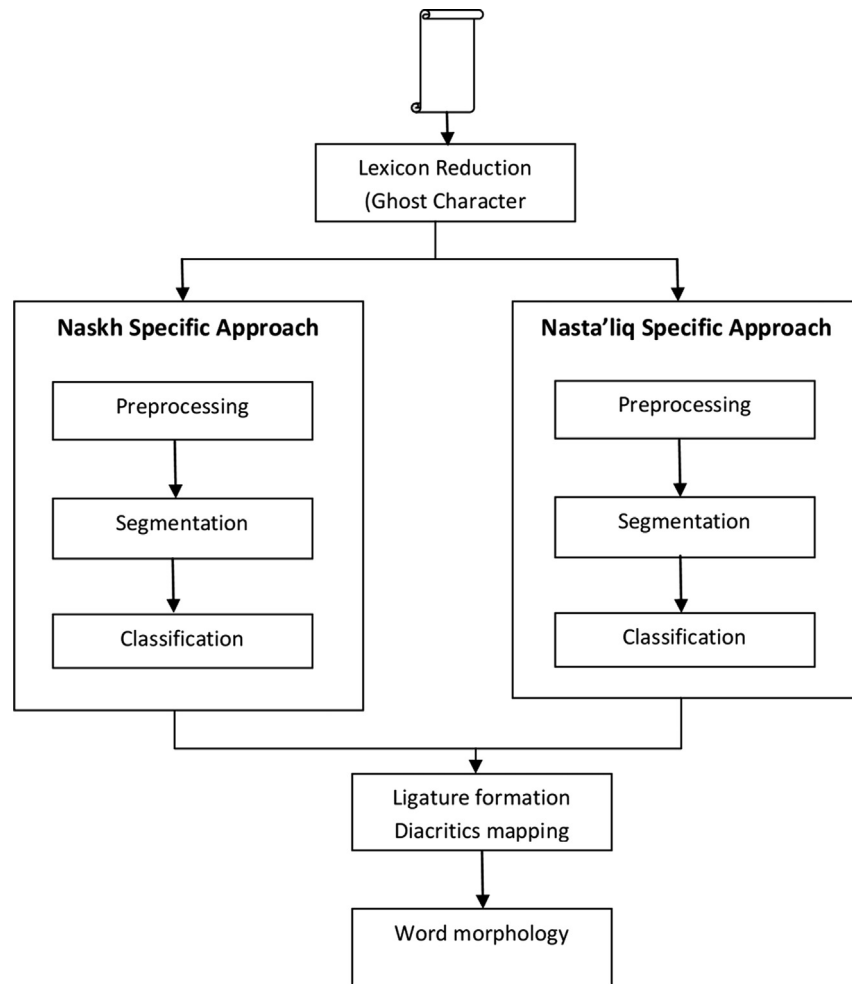 Lexicon Reduction
(Ghost Character
Naskh Specific Approach
Preprocessing
Segmentation
Classification
Nasta’liq Specific Approach
Preprocessing
Segmentation
Classification
Ligature formation
Diacritics mapping
Word morphology